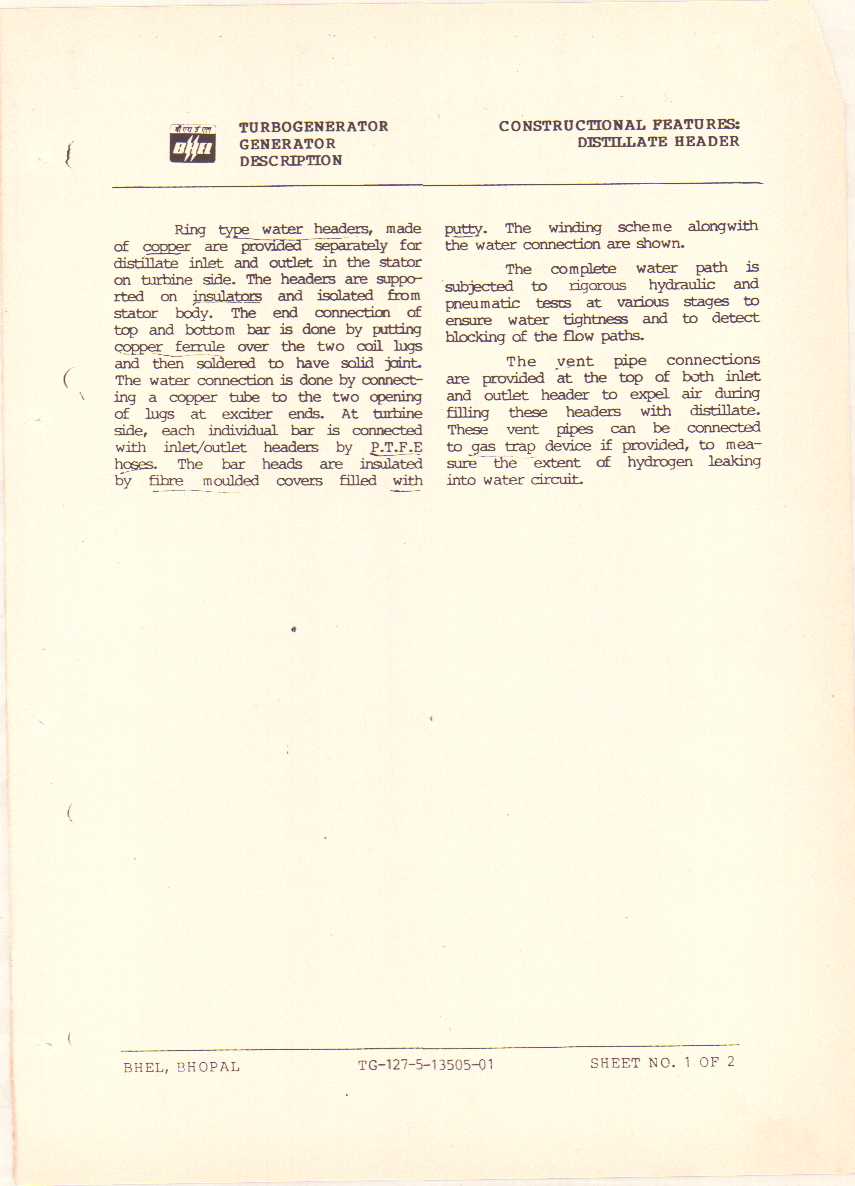 बी एच ई एल
BHEL
TURBOGENERATOR
GENERATOR
DESCRIPTION
CONSTRUCTIONAL FEATURES:
DISTILLATE HEADER
Ring type water headers, made
of copper are provided separately for
distillate inlet and outlet in the stator
on turbine side. The headers are suppo-
rted on insulators and isolated from
stator body. The end connection of
top and bottom bar is done by putting
copper ferrule over the two coil lugs
and then soldered to have solid joint.
The water connection is done by connect-
ing a copper tube to the two opening
of lugs at exciter ends. At turbine
side, each individual bar is connected
with inlet/outlet headers by P.T.F.E
hoses. The bar heads are insulated
by fibre moulded covers filled with
putty. The winding scheme alongwith
the water connection are shown.
The complete water path is
subjected to rigorous hydraulic and
pneumatic tests at various stages to
ensure water tightness and to detect
blocking of the flow paths.
The vent pipe connections
are provided at the top of both inlet
and outlet header to expel air during
filling these headers with distillate.
These vent pipes can be connected
to gas trap device if provided, to mea-
sure the extent of hydrogen leaking
into water circuit.
BHEL, BHOPAL
TG-127-5-13505-01
SHEET NO. 1 OF 2